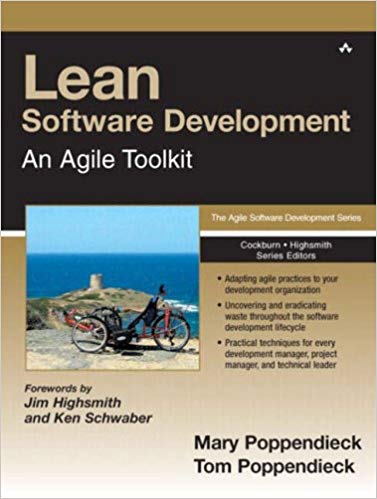 Lean
Software Development
An Agile Toolkit
The Agile Software Development Series
Cockburn • Highsmith
Series Editors
• Adapting agile practices to your
development organization
• Uncovering and eradicating
waste throughout the software
development lifecycle
• Practical techniques for every
development manager, project
manager, and technical leader
Forewords by
Jim Highsmith
and Ken Schwaber
Mary Poppendieck
Tom Poppendieck